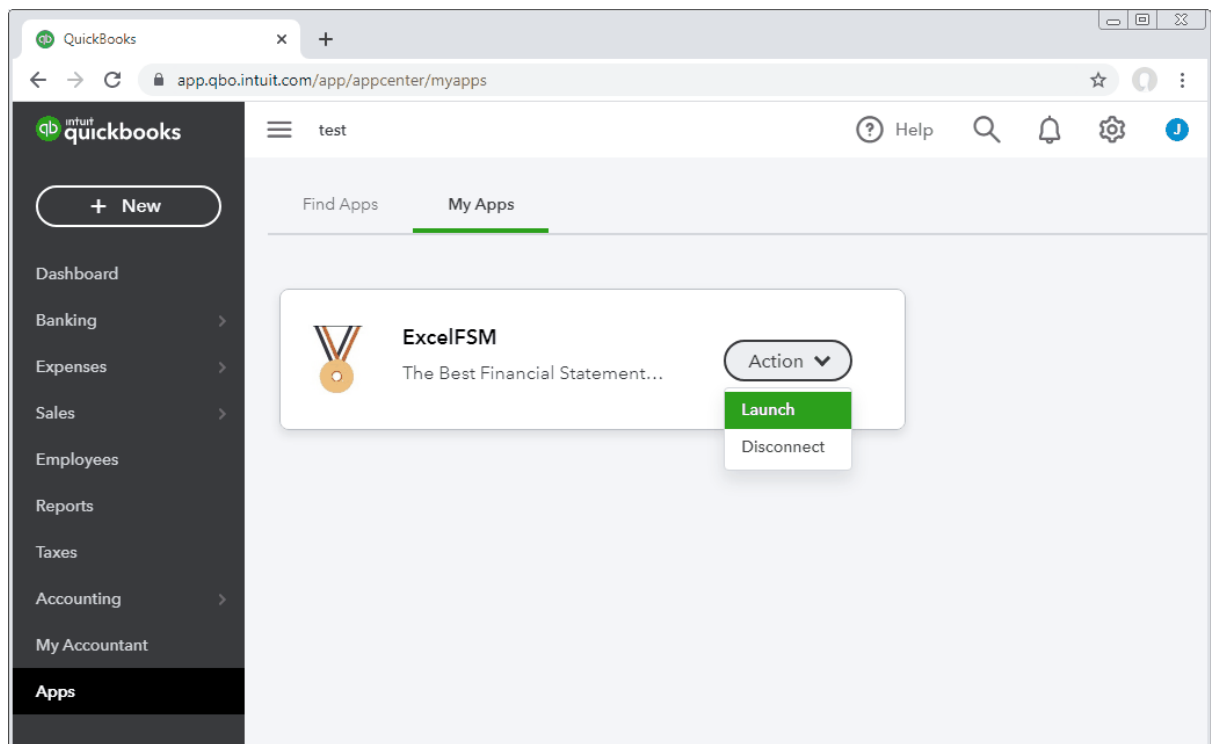 QuickBooks
app.qbo.intuit.com/app/appcenter/myapps
qb intuit quickbooks
test
? Help
J
+ New
Find Apps
My Apps
Dashboard
Banking
Expenses
Sales
Employees
Reports
Taxes
Accounting
My Accountant
Apps
ExcelFSM
The Best Financial Statement...
Action
Launch
Disconnect